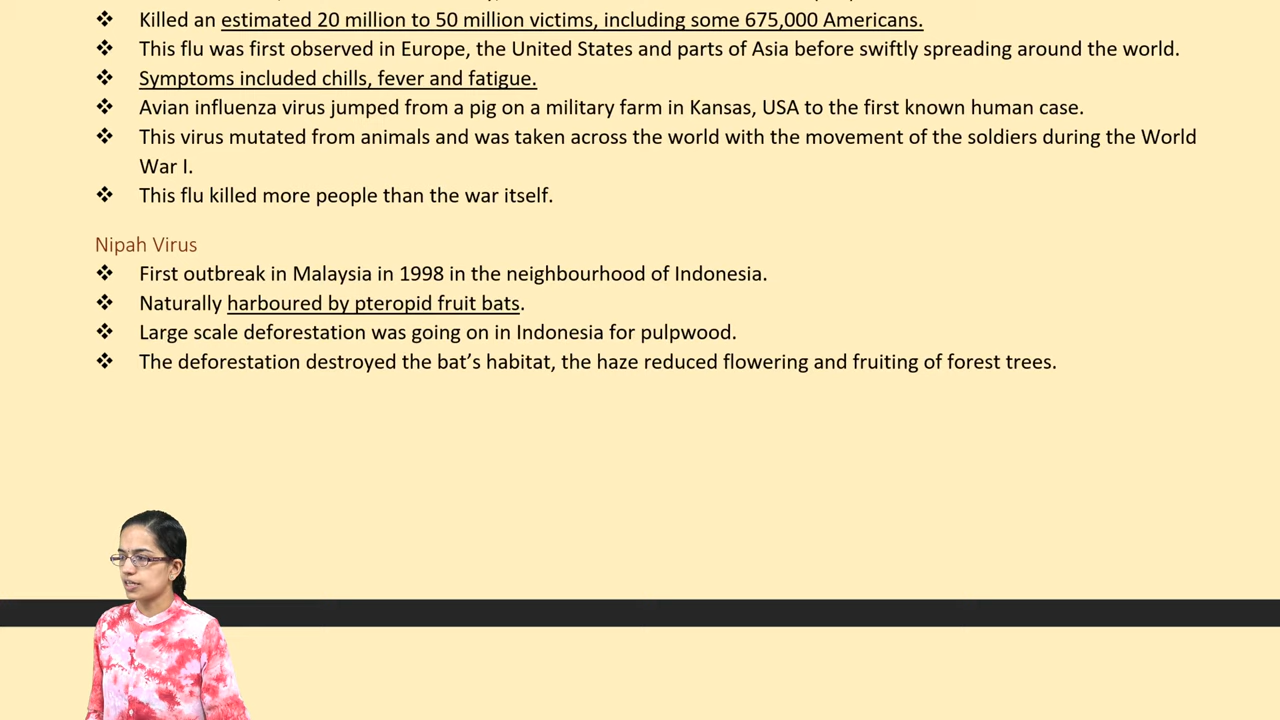 ❖ Killed an estimated 20 million to 50 million victims, including some 675,000 Americans.
❖ This flu was first observed in Europe, the United States and parts of Asia before swiftly spreading around the world.
❖ Symptoms included chills, fever and fatigue.
❖ Avian influenza virus jumped from a pig on a military farm in Kansas, USA to the first known human case.
❖ This virus mutated from animals and was taken across the world with the movement of the soldiers during the World
War I.
❖ This flu killed more people than the war itself.
Nipah Virus
❖ First outbreak in Malaysia in 1998 in the neighbourhood of Indonesia.
❖ Naturally harboured by pteropid fruit bats.
❖ Large scale deforestation was going on in Indonesia for pulpwood.
❖ The deforestation destroyed the bat’s habitat, the haze reduced flowering and fruiting of forest trees.